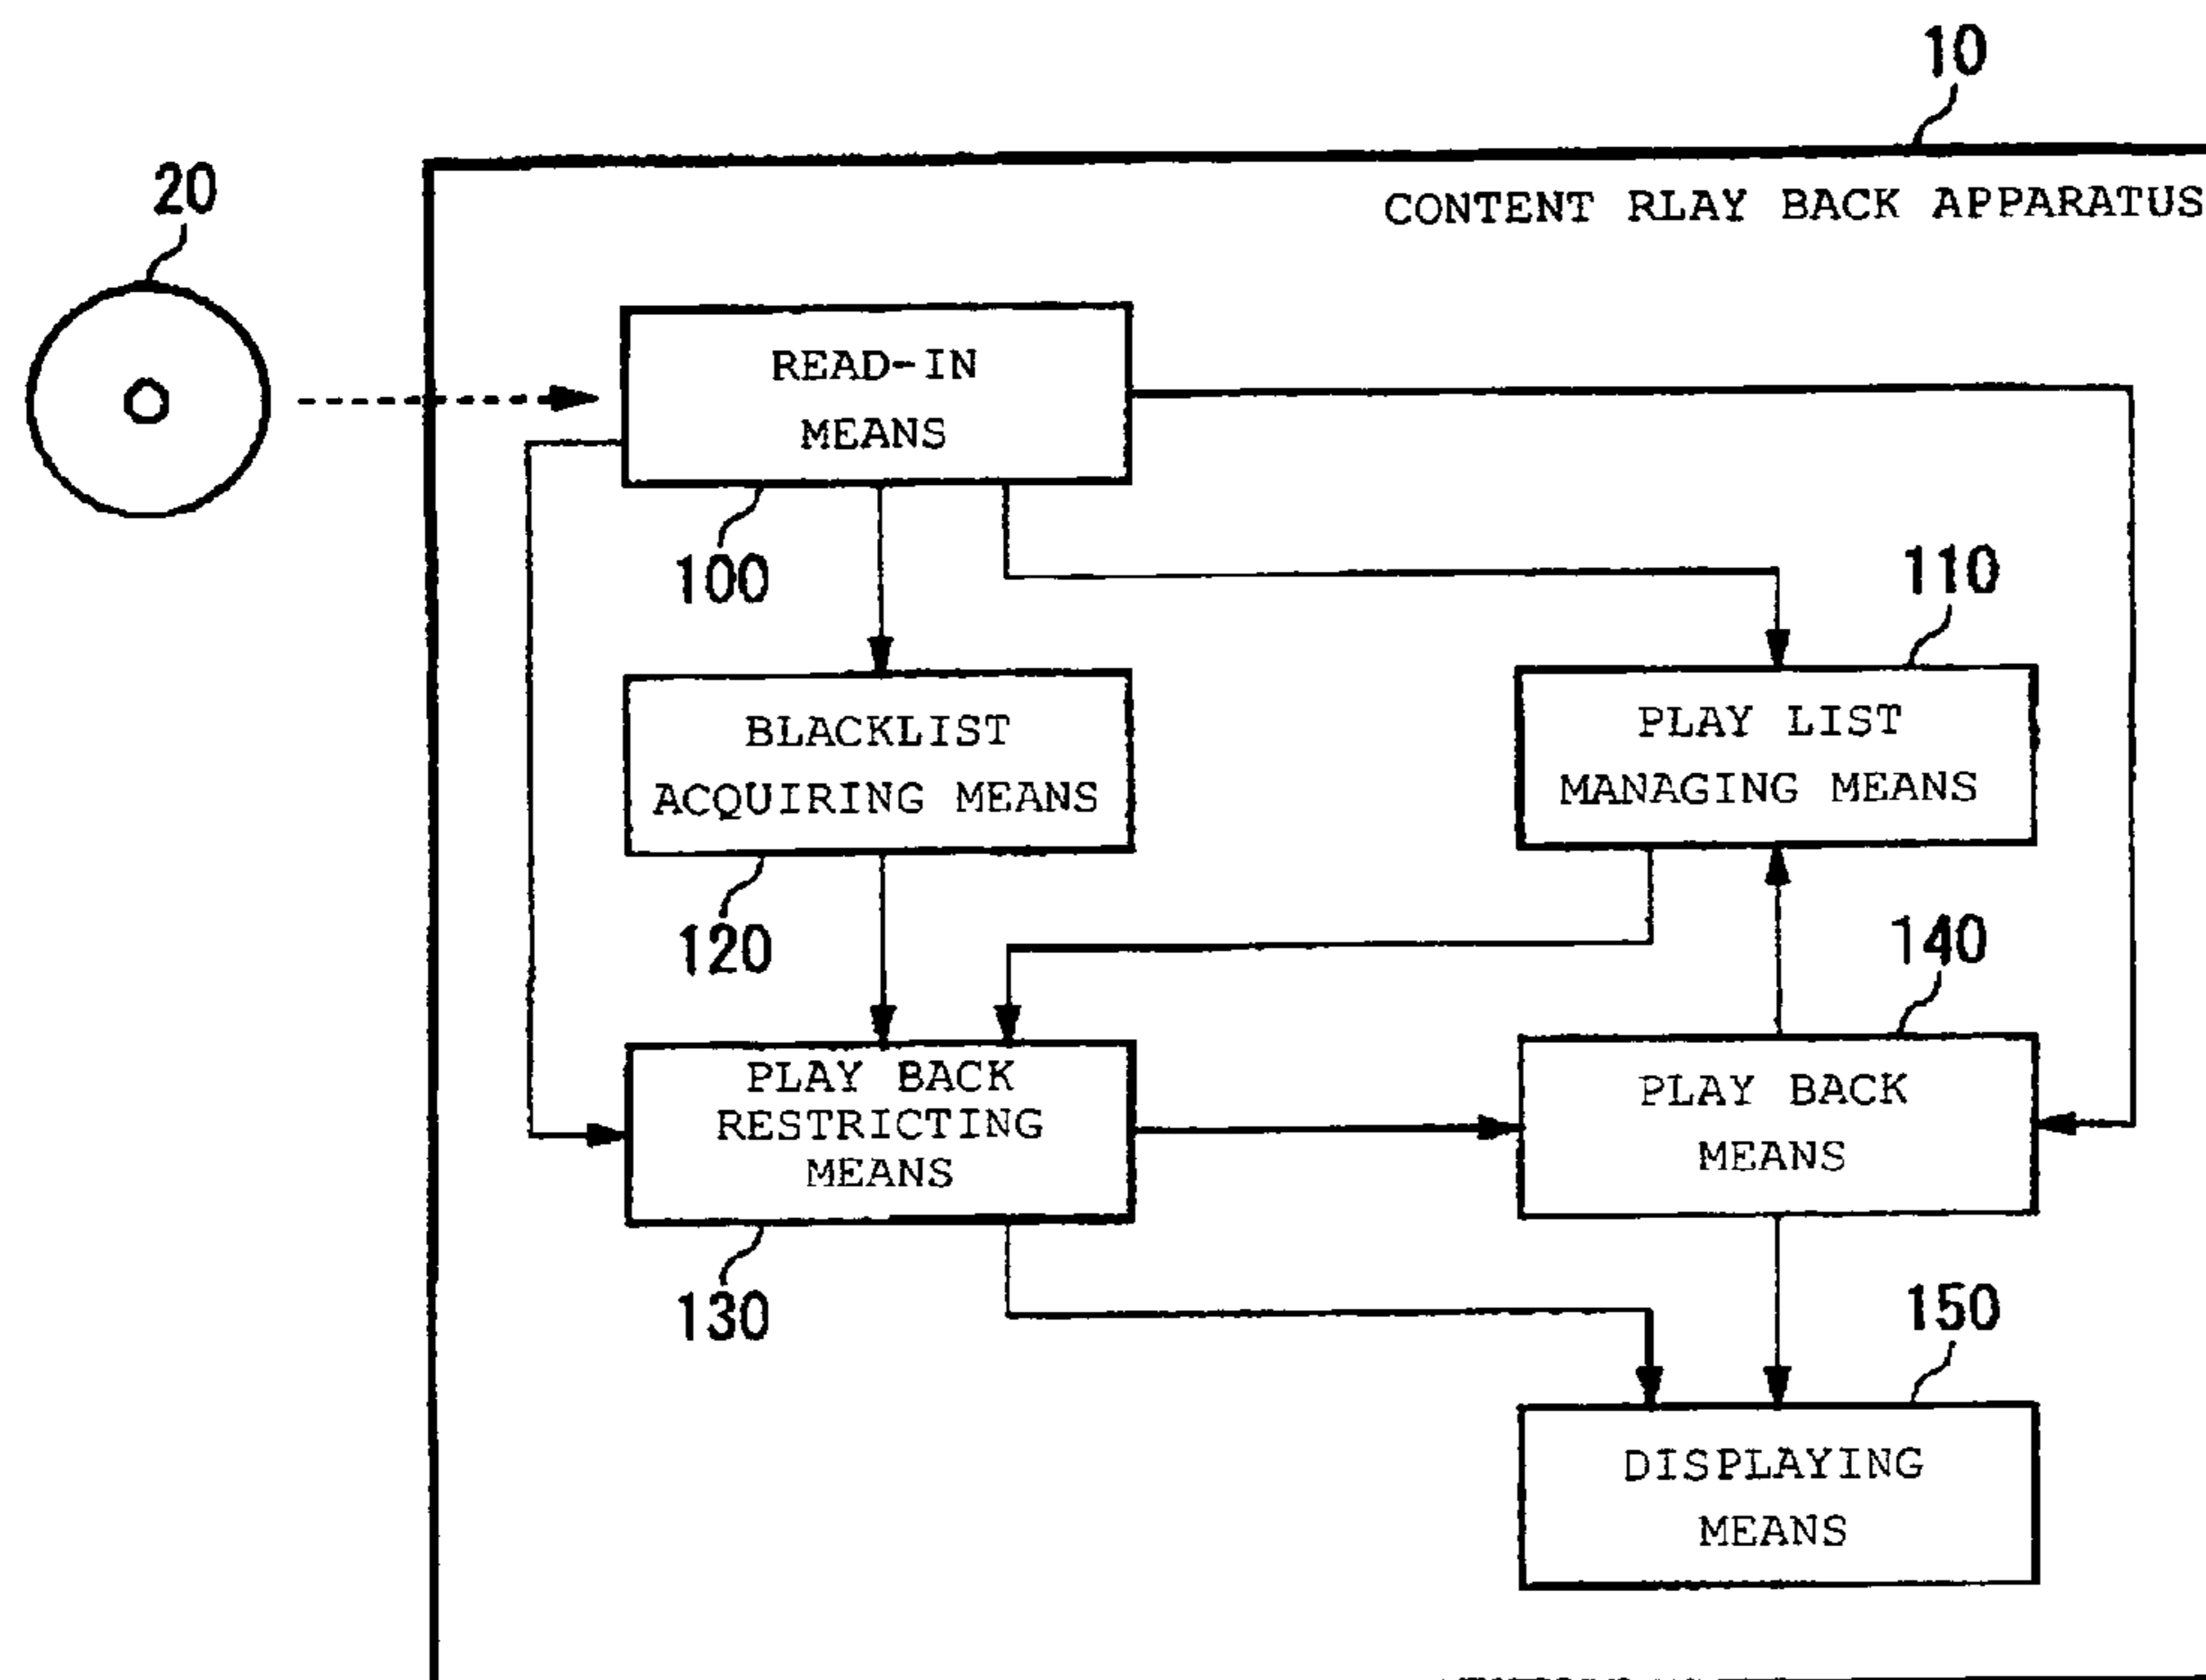 10
20
CONTENT RLAY BACK APPARATUS
READ-IN
MEANS
100
110
BLACKLIST
ACQUIRING MEANS
PLAY LIST
MANAGING MEANS
120
140
PLAY BACK
RESTRICTING
MEANS
PLAY BACK
MEANS
130
150
DISPLAYING
MEANS